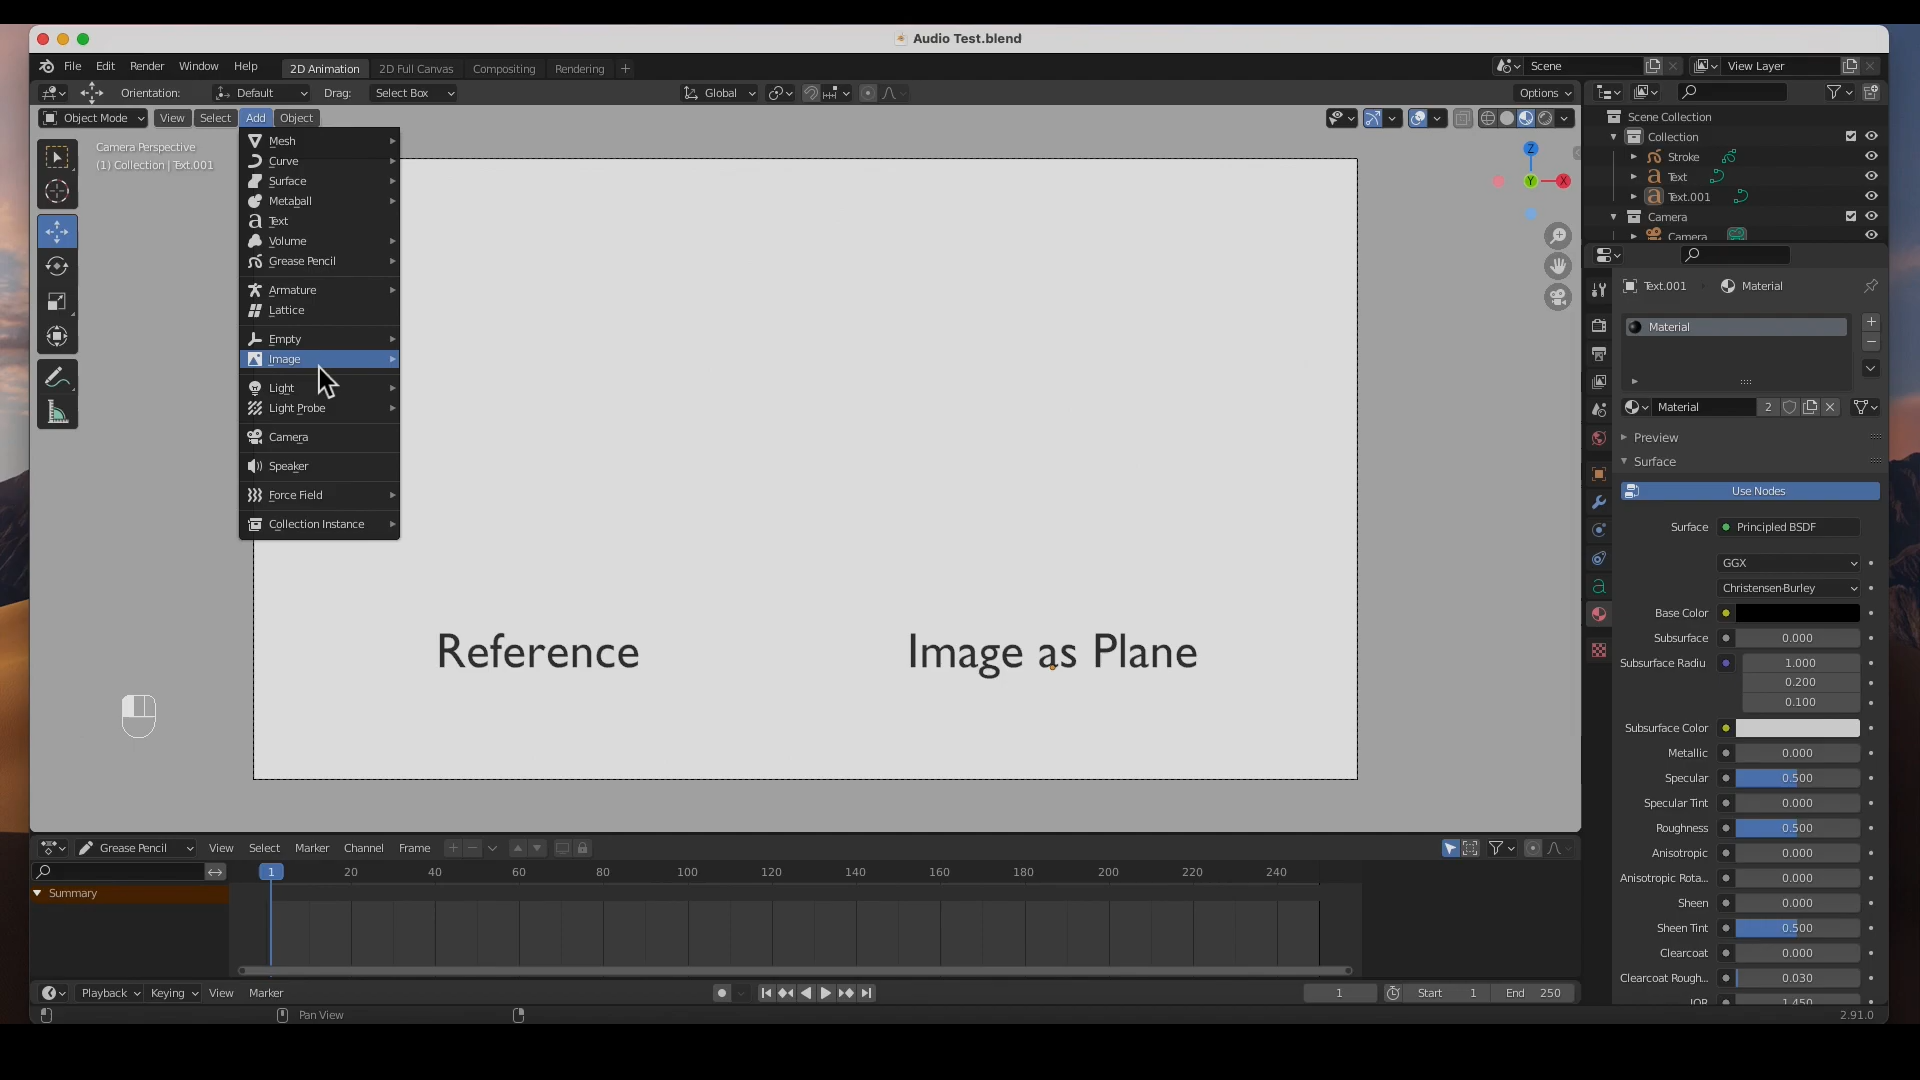 Audio Test.blend
File Edit Render Window Help 2D Animation 2D Full Canvas Compositing Rendering + Scene View Layer
Orientation: Default Drag: Select Box Global Options
Object Mode View Select Add Object
Camera Perspective
(1) Collection | Text.001
Mesh
Curve
Surface
Metaball
Text
Volume
Grease Pencil
Armature
Lattice
Empty
Image
Light
Light Probe
Camera
Speaker
Force Field
Collection Instance
Z
Y X
Reference Image as Plane
Scene Collection
Collection
Stroke
Text
Text.001
Camera
Camera
Text.001 Material
Material
Material 2
Preview
Surface
Use Nodes
Surface Principled BSDF
GGX
Christensen-Burley
Base Color
Subsurface 0.000
Subsurface Radiu 1.000
0.200
0.100
Subsurface Color
Metallic 0.000
Specular 0.500
Specular Tint 0.000
Roughness 0.500
Anisotropic 0.000
Anisotropic Rota... 0.000
Sheen 0.000
Sheen Tint 0.500
Clearcoat 0.000
Clearcoat Rough... 0.030
IOR 1.450
Grease Pencil View Select Marker Channel Frame
1 20 40 60 80 100 120 140 160 180 200 220 240
Summary
Playback Keying View Marker 1 Start 1 End 250
Pan View 2.91.0